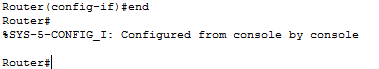 Router(config-if)#end
Router#
%SYS-5-CONFIG_I: Configured from console by console
Router#